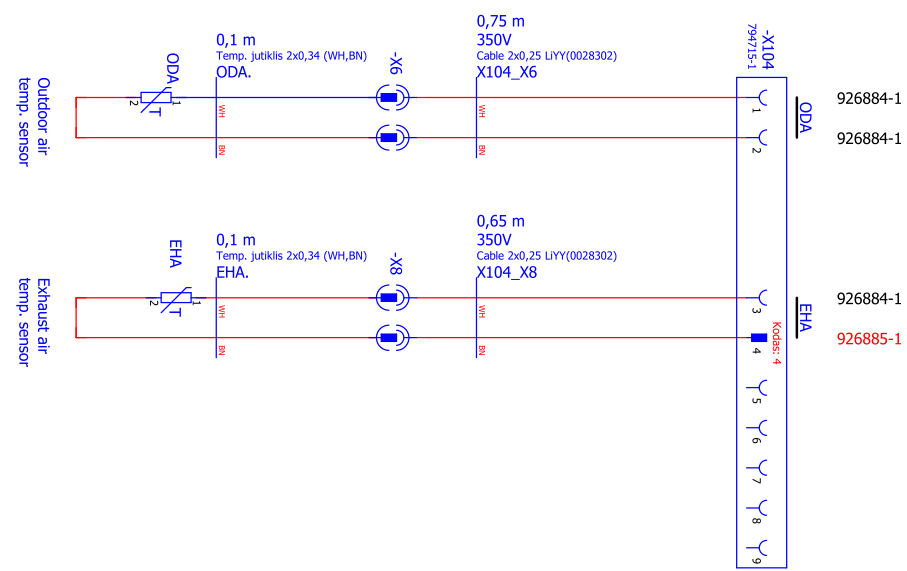 0,75 m
350V
Cable 2x0,25 LiYY(0028302)
X104_X6
0,1 m
Temp. jutiklis 2x0,34 (WH,BN)
ODA.
-X6
-X104
794715-1
ODA
Outdoor air
temp. sensor
2
1
T
WH
BN
WH
BN
1
2
ODA
926884-1
926884-1
0,65 m
350V
Cable 2x0,25 LiYY(0028302)
X104_X8
0,1 m
Temp. jutiklis 2x0,34 (WH,BN)
EHA.
-X8
EHA
Exhaust air
temp. sensor
2
1
T
WH
BN
WH
BN
3
4
Kodas: 4
EHA
926884-1
926885-1
5
6
7
8
9